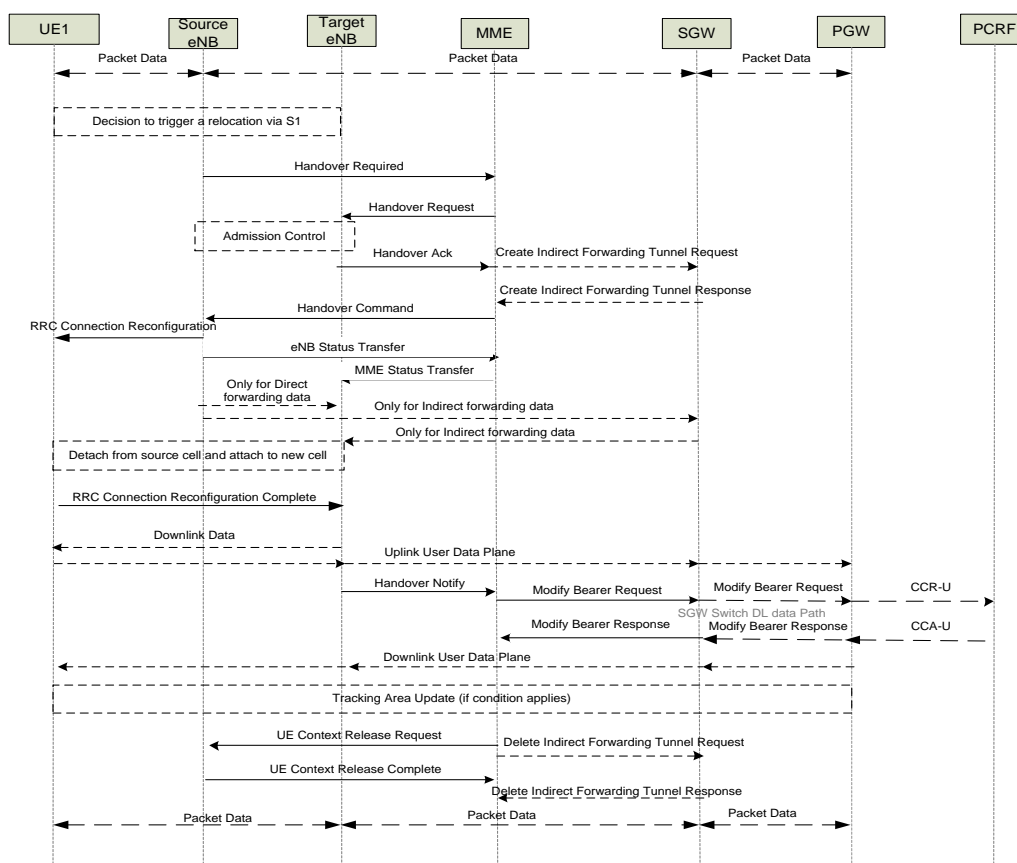 UE1
Source
eNB
Target
eNB
MME
SGW
PGW
PCRF
Packet Data
Packet Data
Packet Data
Decision to trigger a relocation via S1
Handover Required
Handover Request
Admission Control
Handover Ack
Create Indirect Forwarding Tunnel Request
Create Indirect Forwarding Tunnel Response
Handover Command
RRC Connection Reconfiguration
eNB Status Transfer
MME Status Transfer
Only for Direct
forwarding data
Only for Indirect forwarding data
Only for Indirect forwarding data
Detach from source cell and attach to new cell
RRC Connection Reconfiguration Complete
Downlink Data
Uplink User Data Plane
Handover Notify
Modify Bearer Request
Modify Bearer Request
CCR-U
SGW Switch DL data Path
Modify Bearer Response
Modify Bearer Response
CCA-U
Downlink User Data Plane
Tracking Area Update (if condition applies)
UE Context Release Request
Delete Indirect Forwarding Tunnel Request
UE Context Release Complete
Delete Indirect Forwarding Tunnel Response
Packet Data
Packet Data
Packet Data